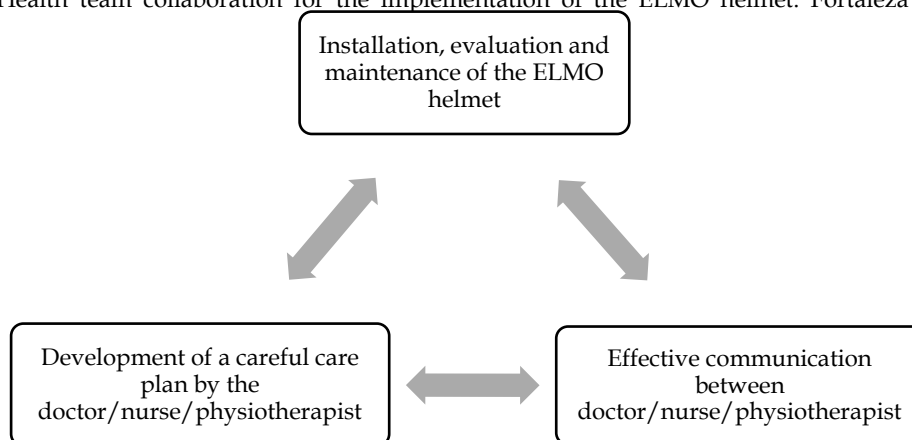 Health team collaboration for the implementation of the ELMO helmet. Fortaleza
Installation, evaluation and
maintenance of the ELMO
helmet
Development of a careful care
plan by the
doctor/nurse/physiotherapist
Effective communication
between
doctor/nurse/physiotherapist